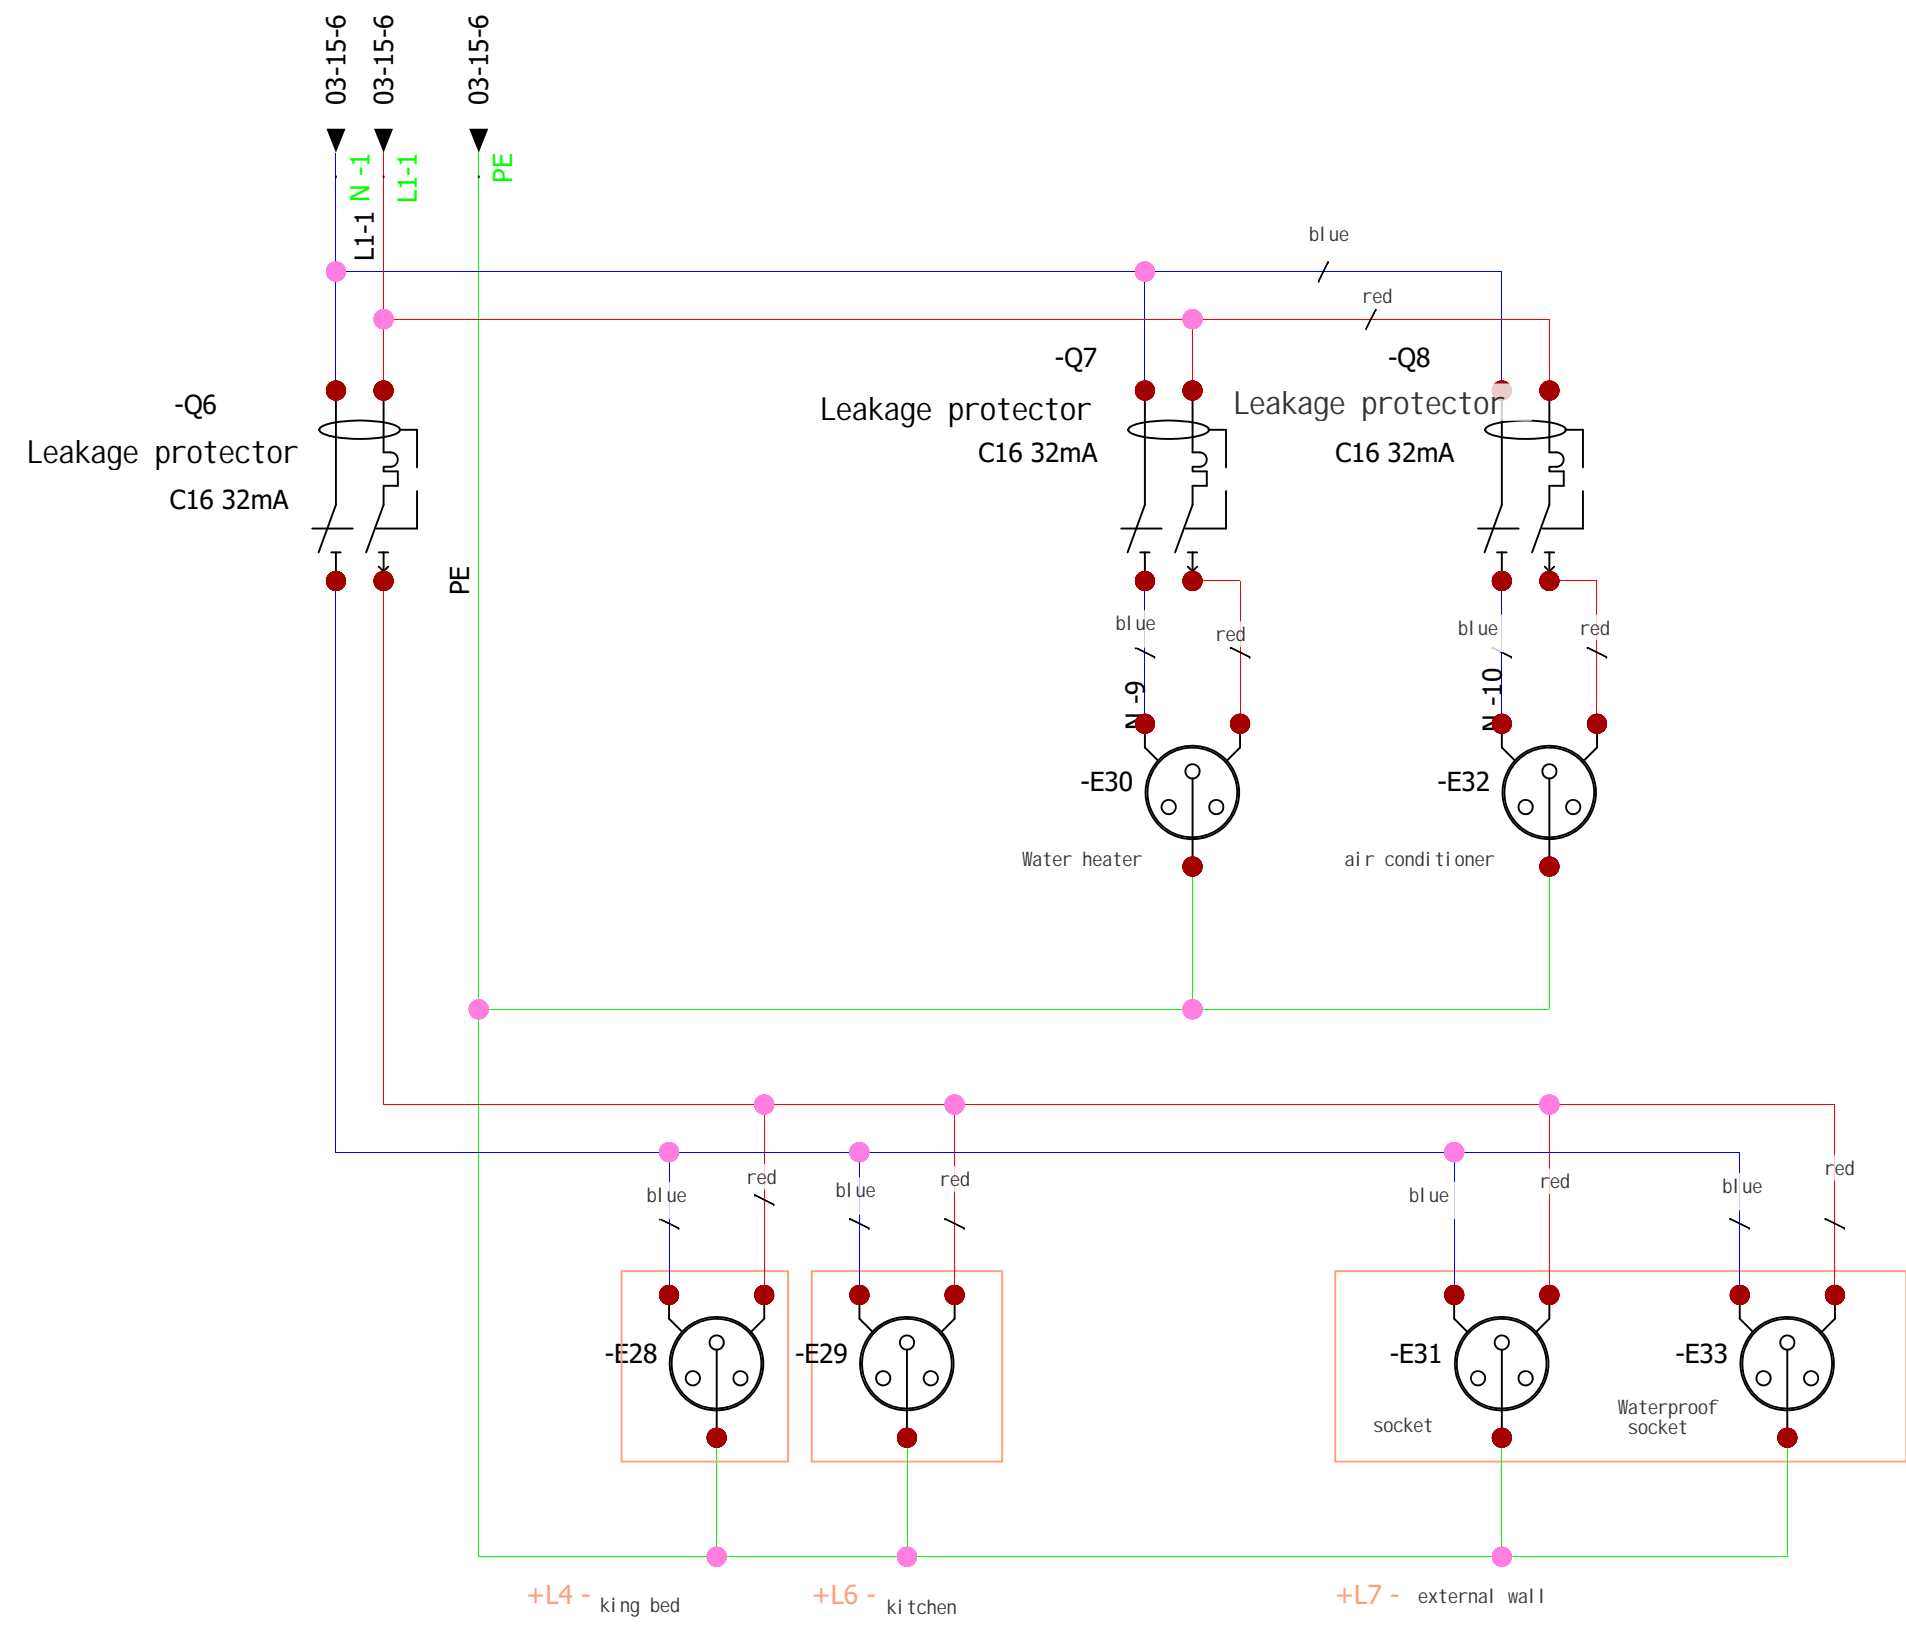 03-15-6
03-15-6
03-15-6
N -1
L1-1
PE
L1-1
blue
red
-Q6
Leakage protector
C16 32mA
-Q7
Leakage protector
C16 32mA
-Q8
Leakage protector
C16 32mA
PE
blue
red
blue
red
N -9
N -10
-E30
Water heater
-E32
air conditioner
blue
red
blue
red
blue
red
blue
red
-E28
-E29
-E31
socket
-E33
Waterproof
socket
+L4 - king bed
+L6 - kitchen
+L7 - external wall